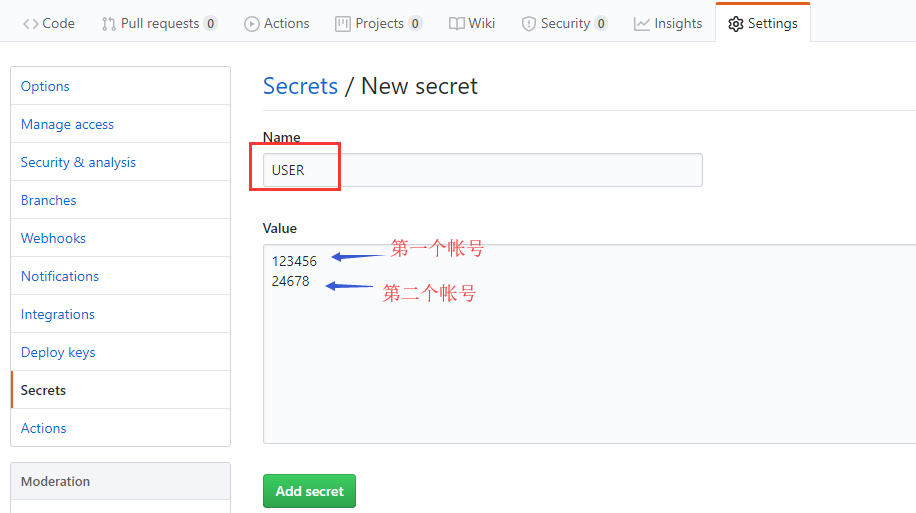 Code Pull requests 0 Actions Projects 0 Wiki Security 0 Insights Settings
Options
Manage access
Security & analysis
Branches
Webhooks
Notifications
Integrations
Deploy keys
Secrets
Actions
Moderation
Secrets / New secret
Name
USER
Value
123456 第一个帐号
24678 第二个帐号
Add secret